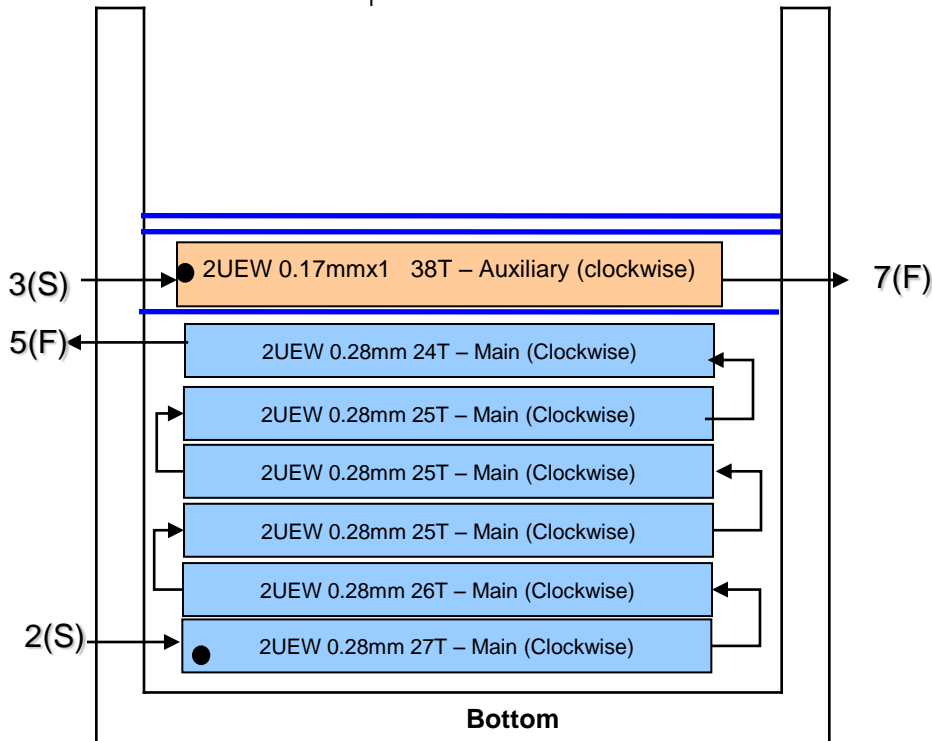 3(S)
2UEW 0.17mmx1 38T – Auxiliary (clockwise)
7(F)
5(F)
2UEW 0.28mm 24T – Main (Clockwise)
2UEW 0.28mm 25T – Main (Clockwise)
2UEW 0.28mm 25T – Main (Clockwise)
2UEW 0.28mm 25T – Main (Clockwise)
2UEW 0.28mm 26T – Main (Clockwise)
2(S)
2UEW 0.28mm 27T – Main (Clockwise)
Bottom